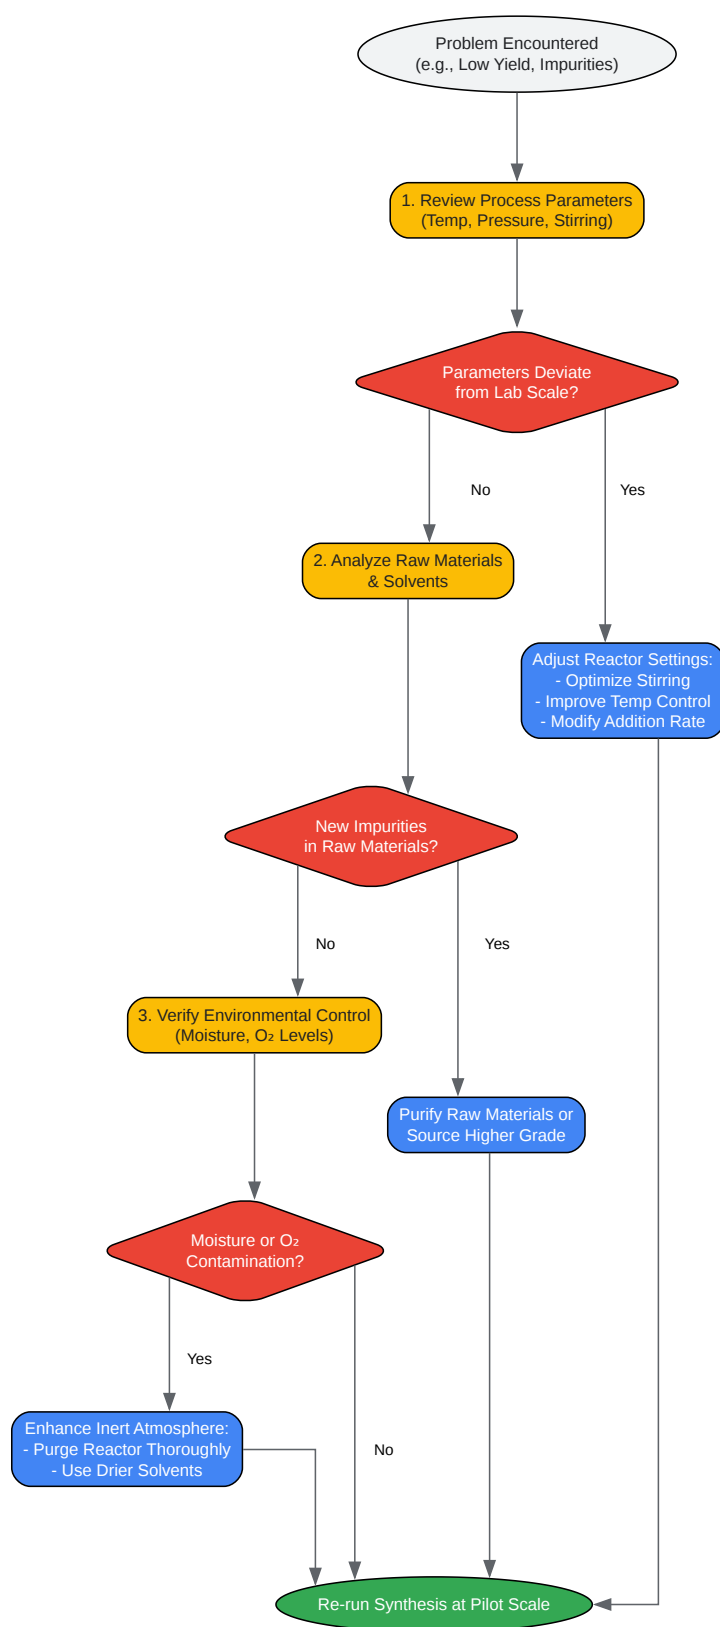 Problem Encountered
(e.g., Low Yield, Impurities)
1. Review Process Parameters
(Temp, Pressure, Stirring)
Parameters Deviate
from Lab Scale?
No
Yes
2. Analyze Raw Materials
& Solvents
Adjust Reactor Settings:
- Optimize Stirring
- Improve Temp Control
- Modify Addition Rate
New Impurities
in Raw Materials?
No
Yes
3. Verify Environmental Control
(Moisture, O₂ Levels)
Purify Raw Materials or
Source Higher Grade
Moisture or O₂
Contamination?
Yes
Enhance Inert Atmosphere:
- Purge Reactor Thoroughly
- Use Drier Solvents
No
Re-run Synthesis at Pilot Scale